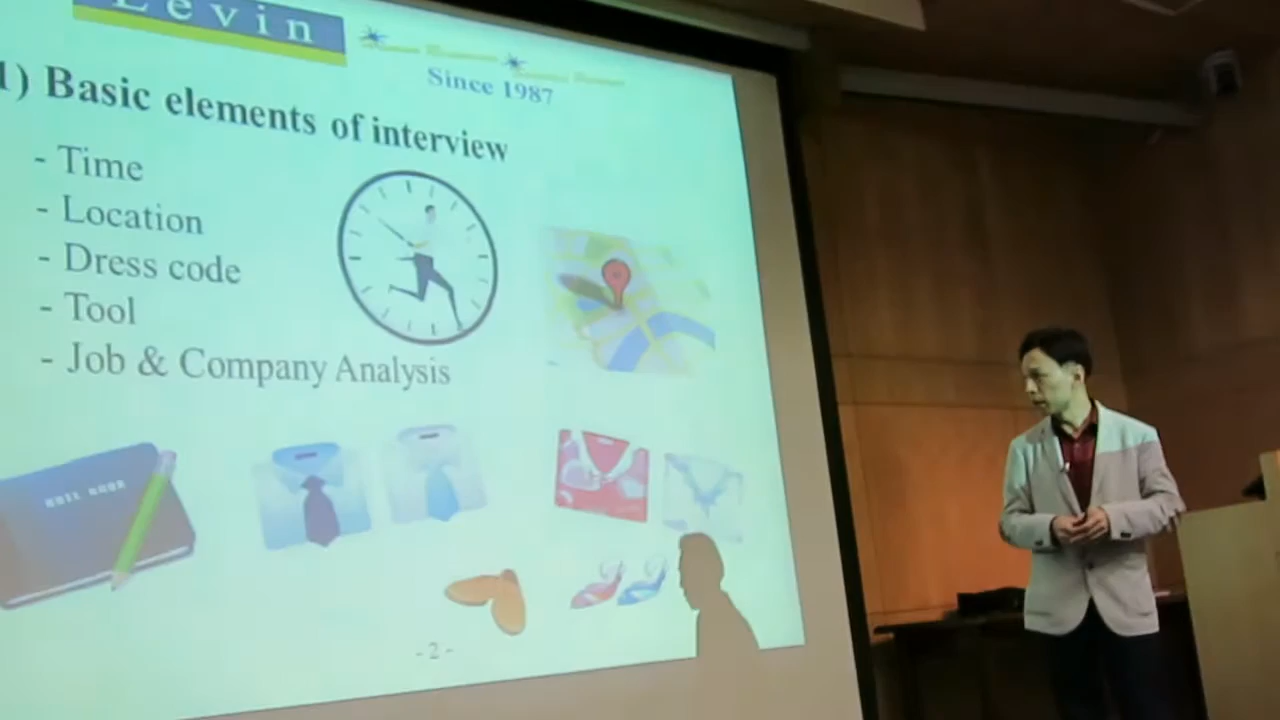 Levin
Since 1987
1) Basic elements of interview
- Time
- Location
- Dress code
- Tool
- Job & Company Analysis
- 2 -